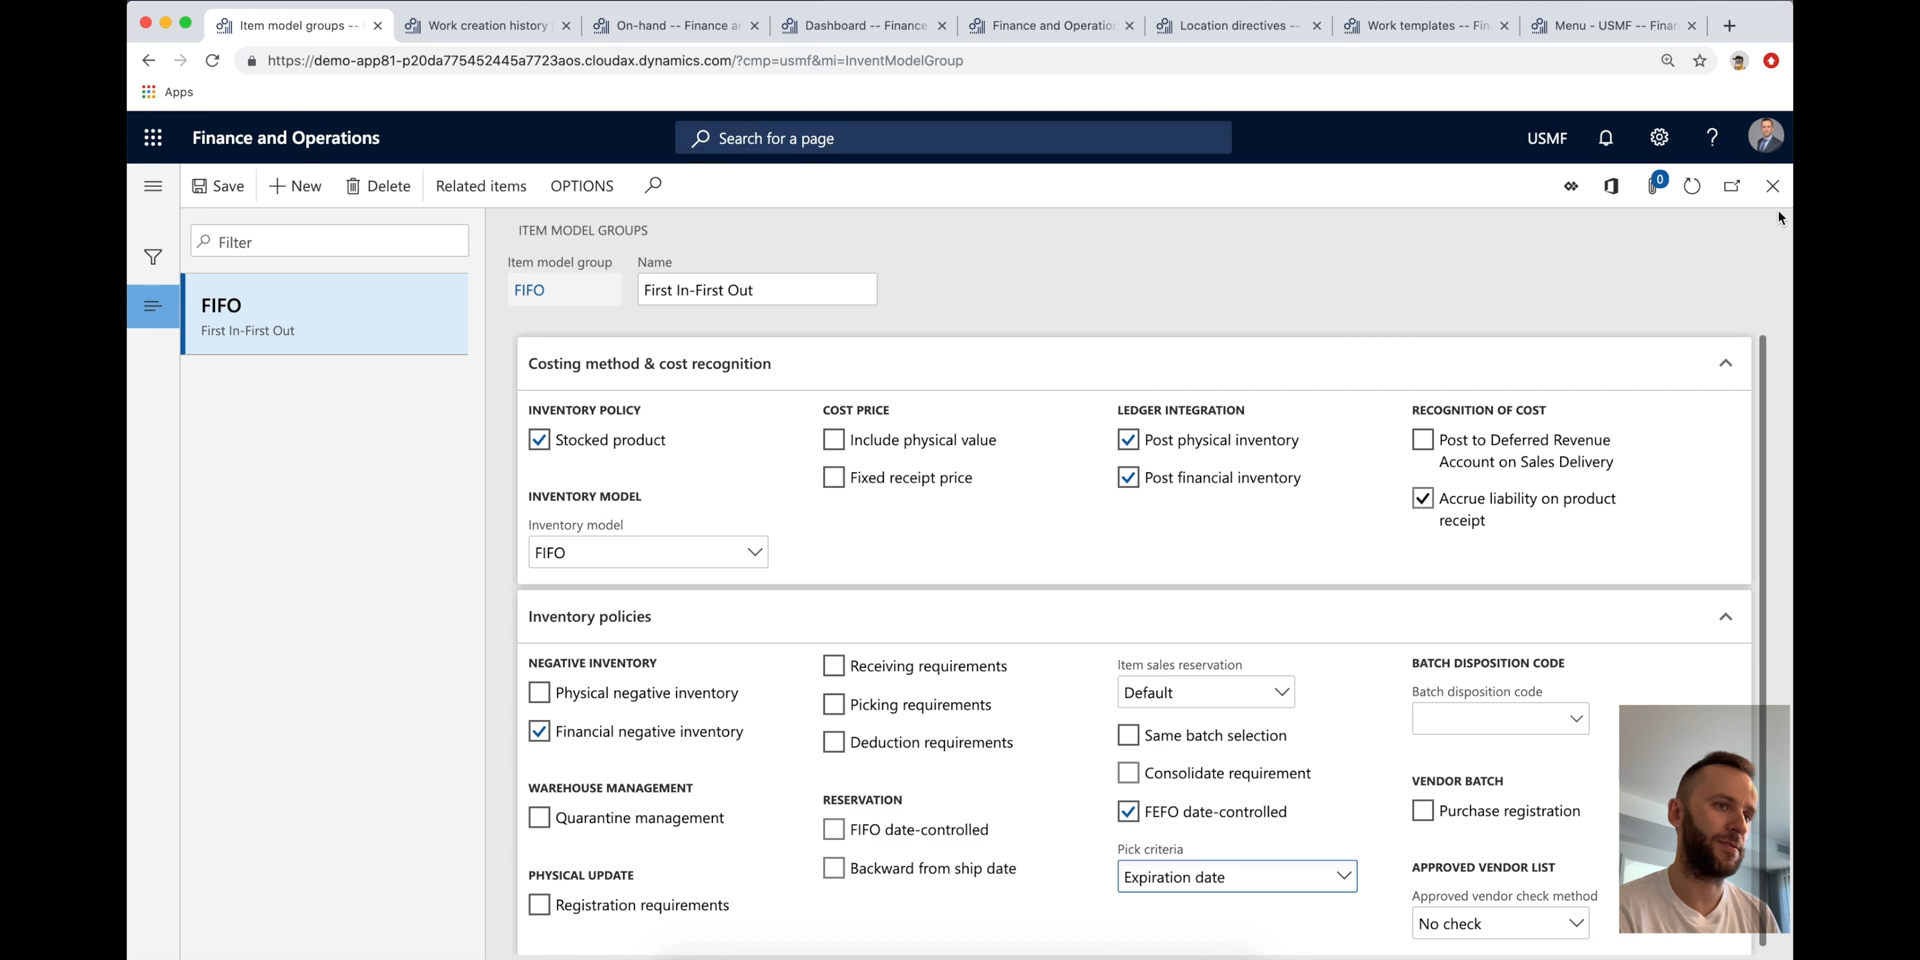 Item model groups --
Work creation history
On-hand -- Finance a
Dashboard -- Finance
Finance and Operation
Location directives --
Work templates -- Fin
Menu - USMF -- Finan
https://demo-app81-p20da775452445a7723aos.cloudax.dynamics.com/?cmp=usmf&mi=InventModelGroup
Apps
Finance and Operations
Search for a page
USMF
Save
New
Delete
Related items
OPTIONS
0
Filter
FIFO
First In-First Out
ITEM MODEL GROUPS
Item model group
Name
FIFO
First In-First Out
Costing method & cost recognition
INVENTORY POLICY
Stocked product
INVENTORY MODEL
Inventory model
FIFO
COST PRICE
Include physical value
Fixed receipt price
LEDGER INTEGRATION
Post physical inventory
Post financial inventory
RECOGNITION OF COST
Post to Deferred Revenue
Account on Sales Delivery
Accrue liability on product
receipt
Inventory policies
NEGATIVE INVENTORY
Physical negative inventory
Financial negative inventory
WAREHOUSE MANAGEMENT
Quarantine management
PHYSICAL UPDATE
Registration requirements
Receiving requirements
Picking requirements
Deduction requirements
RESERVATION
FIFO date-controlled
Backward from ship date
Item sales reservation
Default
Same batch selection
Consolidate requirement
FEFO date-controlled
Pick criteria
Expiration date
BATCH DISPOSITION CODE
Batch disposition code
VENDOR BATCH
Purchase registration
APPROVED VENDOR LIST
Approved vendor check method
No check